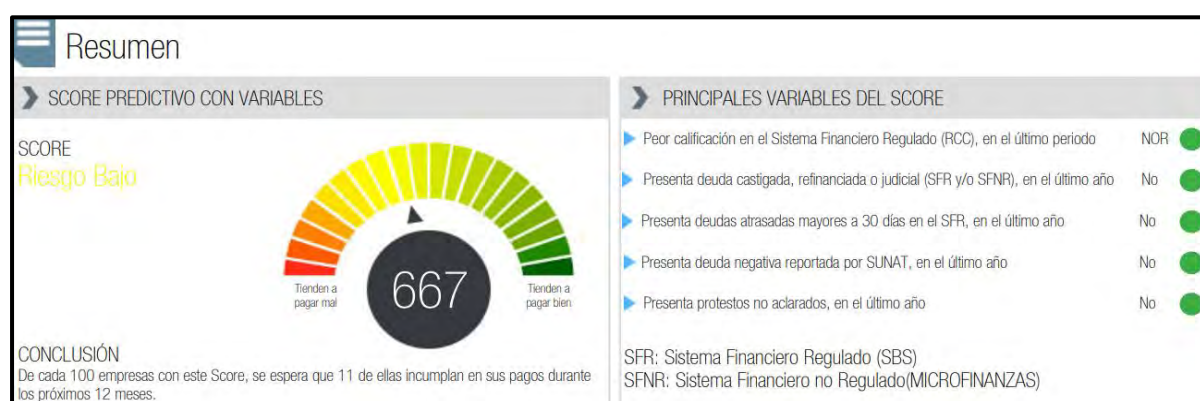 Resumen
SCORE PREDICTIVO CON VARIABLES
SCORE
Riesgo Bajo
Tienden a
pagar mal
667
Tienden a
pagar bien
CONCLUSIÓN
De cada 100 empresas con este Score, se espera que 11 de ellas incumplan en sus pagos durante
los próximos 12 meses.
PRINCIPALES VARIABLES DEL SCORE
Peor calificación en el Sistema Financiero Regulado (RCC), en el último periodo NOR
Presenta deuda castigada, refinanciada o judicial (SFR y/o SFNR), en el último año No
Presenta deudas atrasadas mayores a 30 días en el SFR, en el último año No
Presenta deuda negativa reportada por SUNAT, en el último año No
Presenta protestos no aclarados, en el último año No
SFR: Sistema Financiero Regulado (SBS)
SFNR: Sistema Financiero no Regulado(MICROFINANZAS)